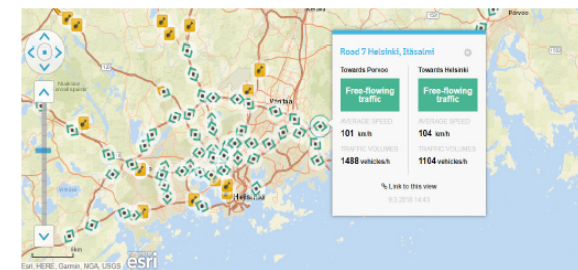 Porvoo
Vantaa
Helsinki
Road 7 Helsinki, Itäsalmi
Towards Porvoo
Towards Helsinki
Free-flowing traffic
Free-flowing traffic
AVERAGE SPEED
AVERAGE SPEED
101 km/h
104 km/h
TRAFFIC VOLUMES
TRAFFIC VOLUMES
1488 vehicles/h
1104 vehicles/h
Link to this view
Esri, HERE, Garmin, NGA, USGS
esri